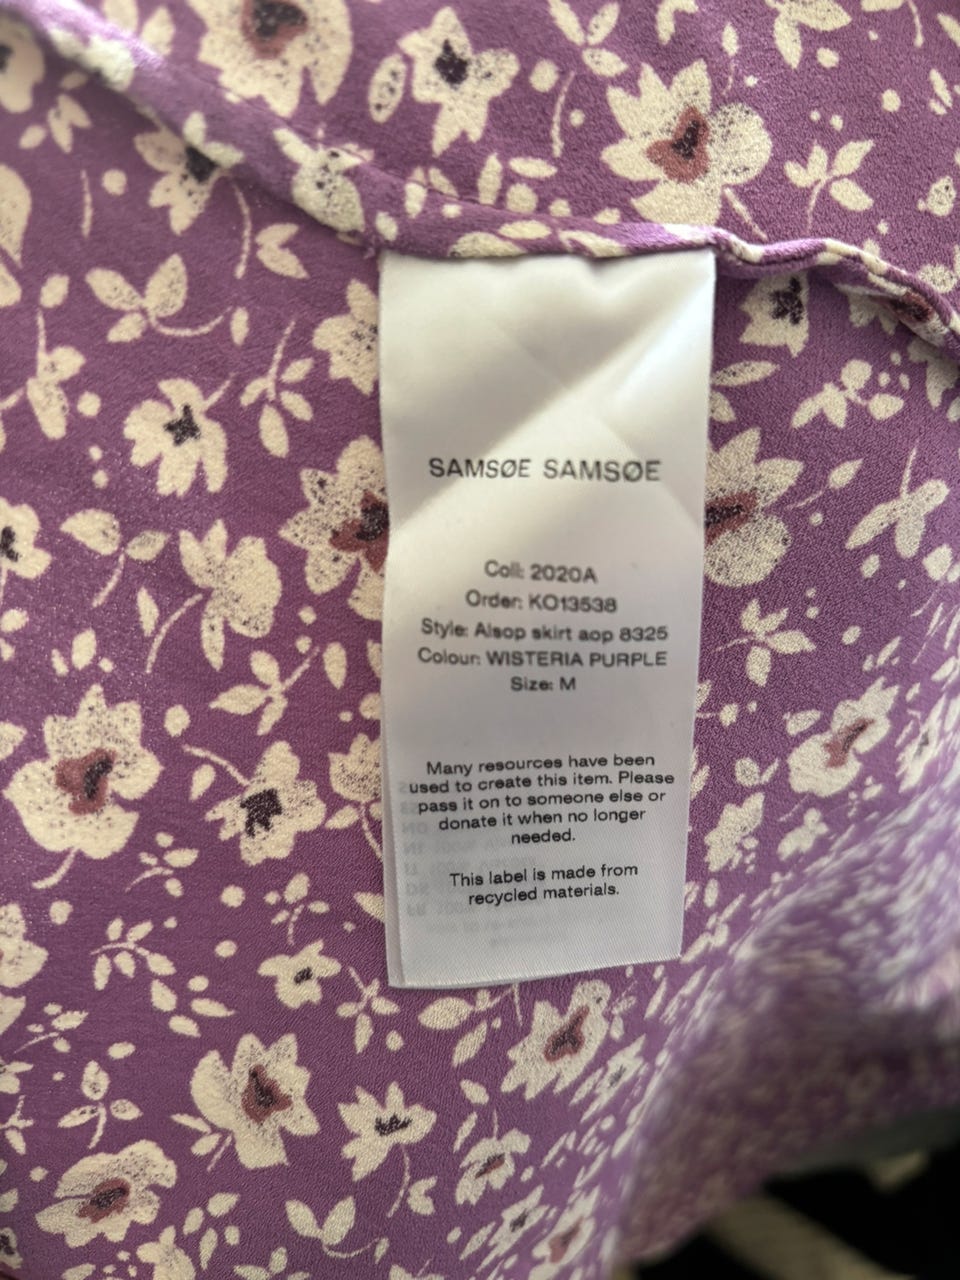 SAMSØE SAMSØE
Coll: 2020A
Order: KO13538
Style: Alsop skirt aop 8325
Colour: WISTERIA PURPLE
Size: M
Many resources have been
used to create this item. Please
pass it on to someone else or
donate it when no longer
needed.
This label is made from
recycled materials.